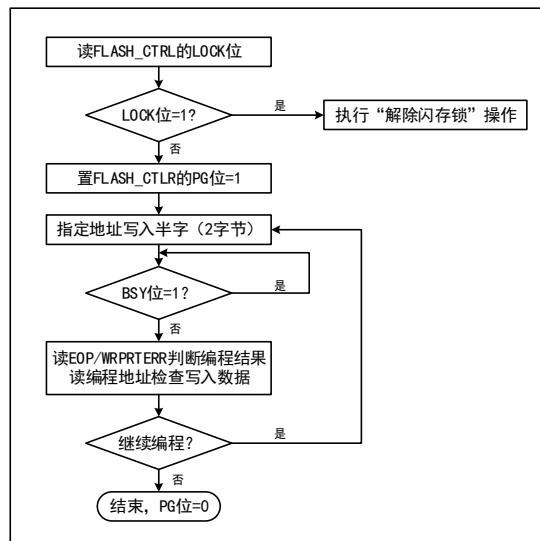 读FLASH_CTRL的LOCK位
LOCK位=1?
是
执行“解除闪存锁”操作
否
置FLASH_CTLR的PG位=1
指定地址写入半字（2字节）
BSY位=1?
是
否
读EOP/WRPRTERR判断编程结果
读编程地址检查写入数据
继续编程?
是
否
结束，PG位=0